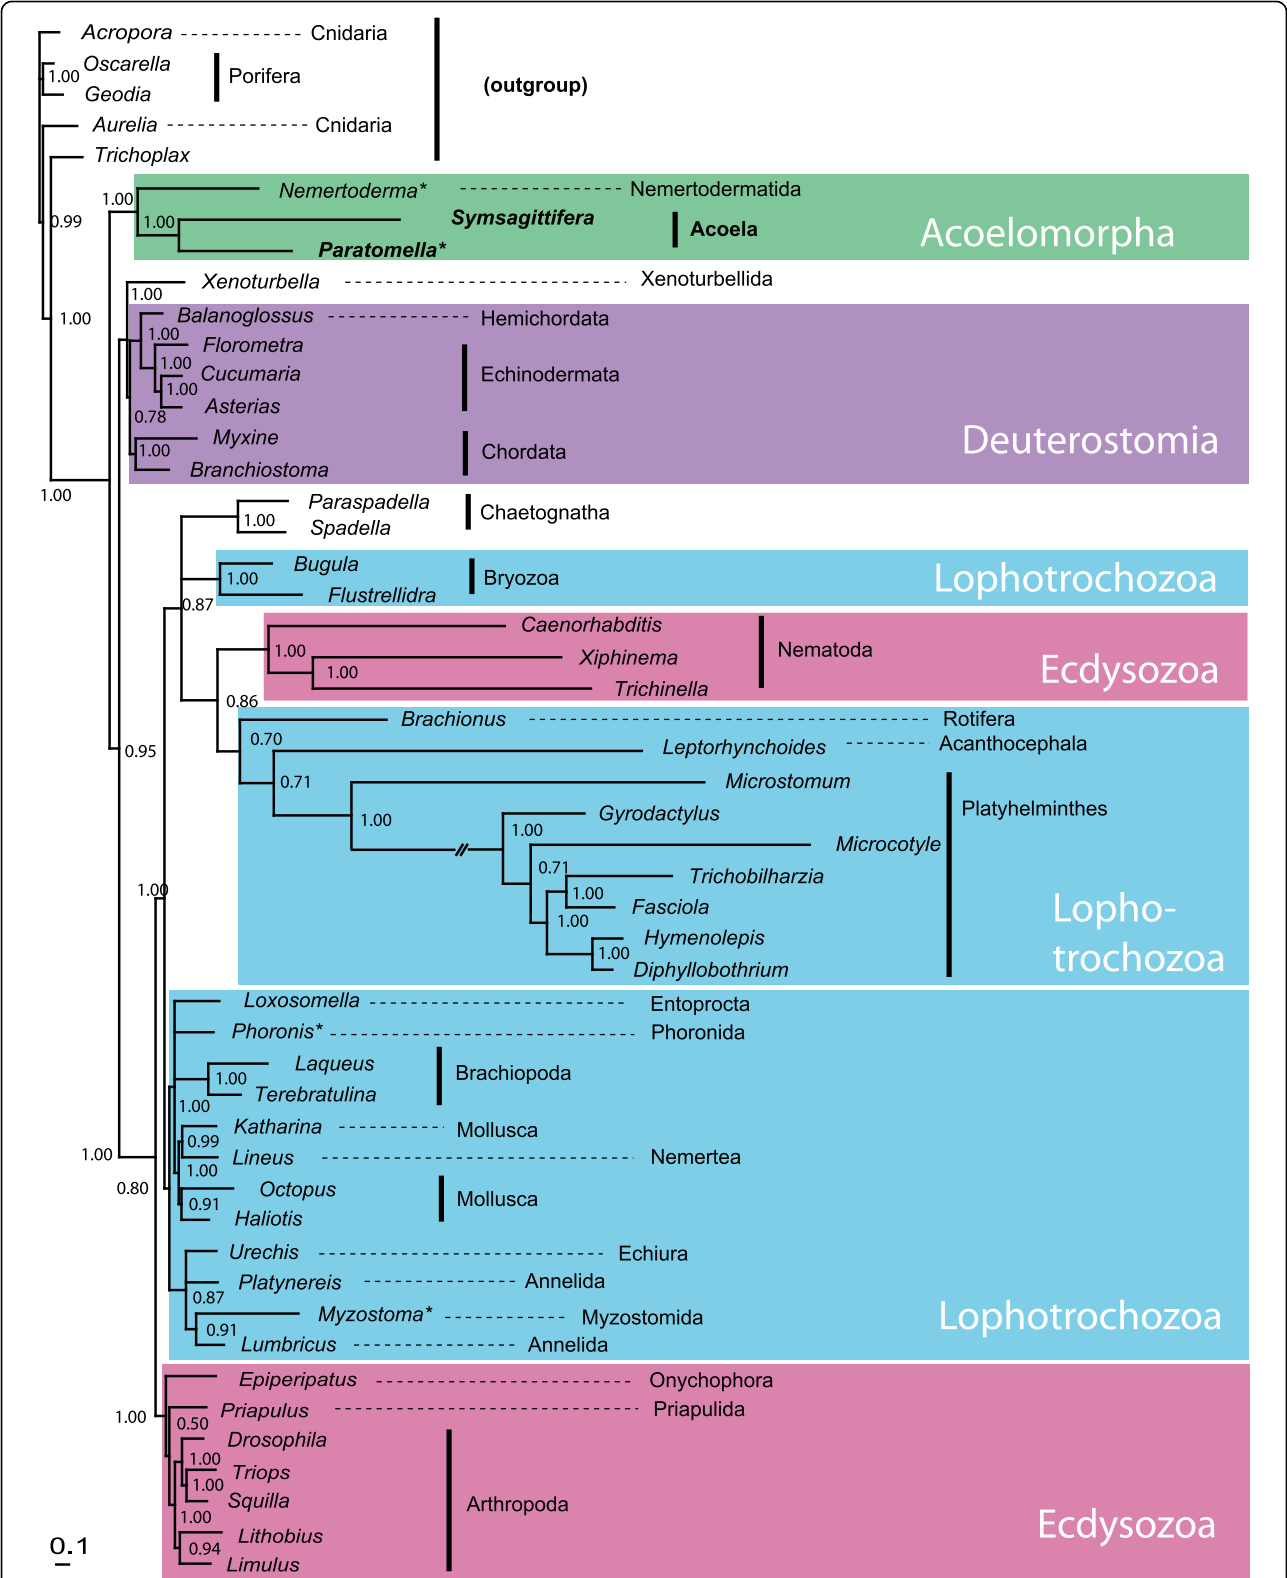 Acropora Cnidaria
Oscarella
1.00 Porifera
Geodia
(outgroup)
Aurelia Cnidaria
Trichoplax
0.99
1.00
1.00
1.00 Nemertoderma* Nemertodermatida
1.00 Symsagittifera
Acoela
Paratomella*
Acoelomorpha
Xenoturbella Xenoturbellida
1.00
Balanoglossus Hemichordata
1.00
Florometra
1.00
Cucumaria Echinodermata
1.00
Asterias
0.78
Myxine
1.00 Chordata
Branchiostoma
Deuterostomia
Paraspadella
1.00 Chaetognatha
Spadella
Bugula
1.00 Bryozoa
Flustrellidra
Lophotrochozoa
0.87
Caenorhabditis
1.00 Nematoda
Xiphinema
1.00
Trichinella
Ecdysozoa
0.86
Brachionus Rotifera
0.70
Leptorhynchoides Acanthocephala
0.95
0.71
Microstomum
Platyhelminthes
Gyrodactylus
1.00
1.00
Microcotyle
0.71
Trichobilharzia
1.00
1.00
Fasciola
1.00
Hymenolepis
1.00
Diphyllobothrium
Lopho-
trochozoa
Loxosomella Entoprocta
Phoronis* Phoronida
Laqueus
1.00 Brachiopoda
Terebratulina
1.00
Katharina Mollusca
0.99
1.00
Lineus Nemertea
1.00
0.80
Octopus
0.91 Mollusca
Haliotis
Urechis Echiura
Platynereis Annelida
0.87
Myzostoma* Myzostomida
0.91
Lumbricus Annelida
Lophotrochozoa
Epiperipatus Onychophora
1.00
Priapulus Priapulida
0.50
Drosophila
1.00
Triops
1.00
Squilla
Arthropoda
1.00
Lithobius
0.94
Limulus
Ecdysozoa
0.1